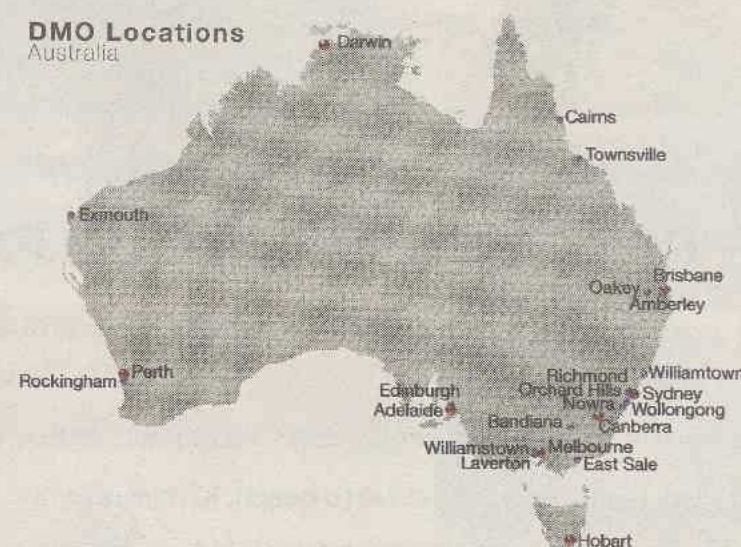 DMO Locations
Australia
Darwin
Cairns
Townsville
Exmouth
Brisbane
Oakey
Amberley
Perth
Rockingham
Williamtown
Richmond
Orchard Hills
Sydney
Edinburgh
Nowra
Wollongong
Adelaide
Bandiana
Canberra
Williamstown
Melbourne
Laverton
East Sale
Hobart